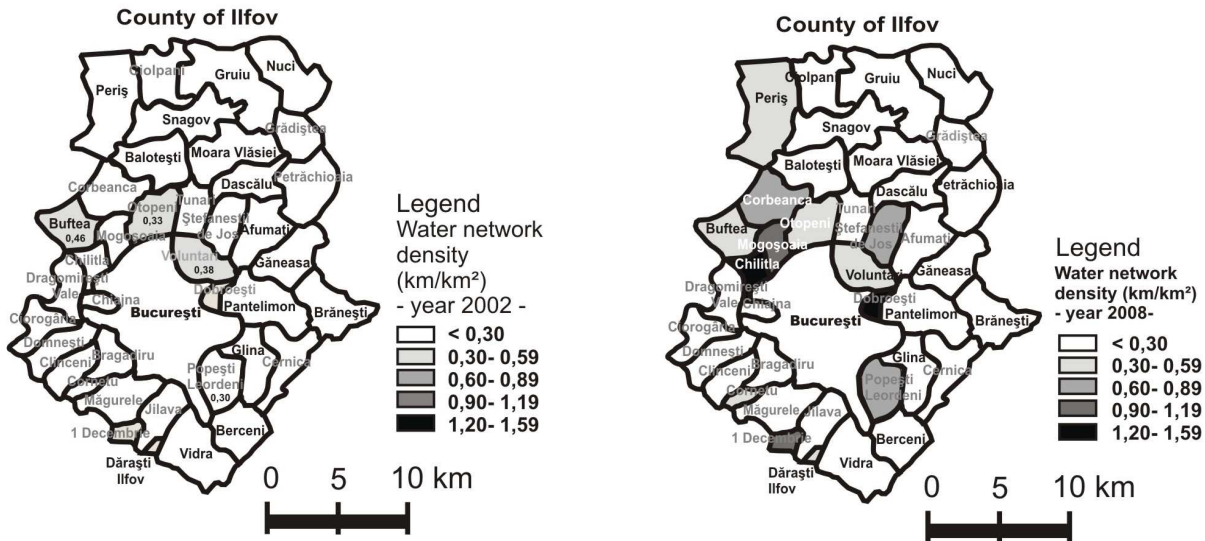 County of Ilfov
Ciolpani
Nuci
Periş
Gruiu
Snagov
Grădiştea
Baloteşti
Moara Vlăsiei
Corbeanca
Dascălu
Petrăchioaia
Otopeni
0,33
Tunari
Buftea
0,46
Ştefanestii
de Jos
Mogoşoaia
Afumaţi
Voluntari
0,38
Chilitla
Găneasa
Dragomireşti
Vale
Chiajna
Dobroeşti
Bucureşti
Pantelimon
Brăneşti
Ciorogârla
Domneşti
Bragadiru
Clinceni
Glina
Cernica
Popeşti
Leordeni
0,30
Cornetu
Măgurele
Jilava
1 Decembrie
Berceni
Vidra
Dăraşti
Ilfov
Legend
Water network
density
(km/km²)
- year 2002 -
< 0,30
0,30- 0,59
0,60- 0,89
0,90- 1,19
1,20- 1,59
0 5 10 km
County of Ilfov
Ciolpani
Nuci
Periş
Gruiu
Snagov
Grădiştea
Baloteşti
Moara Vlăsiei
Corbeanca
Dascălu
etrăchioaia
Otopeni
Tunari
Buftea
Ştefanestii
de Jos
Mogoşoaia
Afumaţi
Chilitla
Voluntari
Găneasa
Dragomireşti
Vale
Chiajna
Dobroeşti
Bucureşti
Pantelimon
Brăneşti
Ciorogârla
Domneşti
Bragadiru
Clinceni
Glina
Cernica
Popeşti
Leordeni
Cornetu
Măgurele
Jilava
1 Decembrie
Berceni
Vidra
Dăraşti
Ilfov
Legend
Water network
density (km/km²)
- year 2008-
< 0,30
0,30- 0,59
0,60- 0,89
0,90- 1,19
1,20- 1,59
0 5 10 km